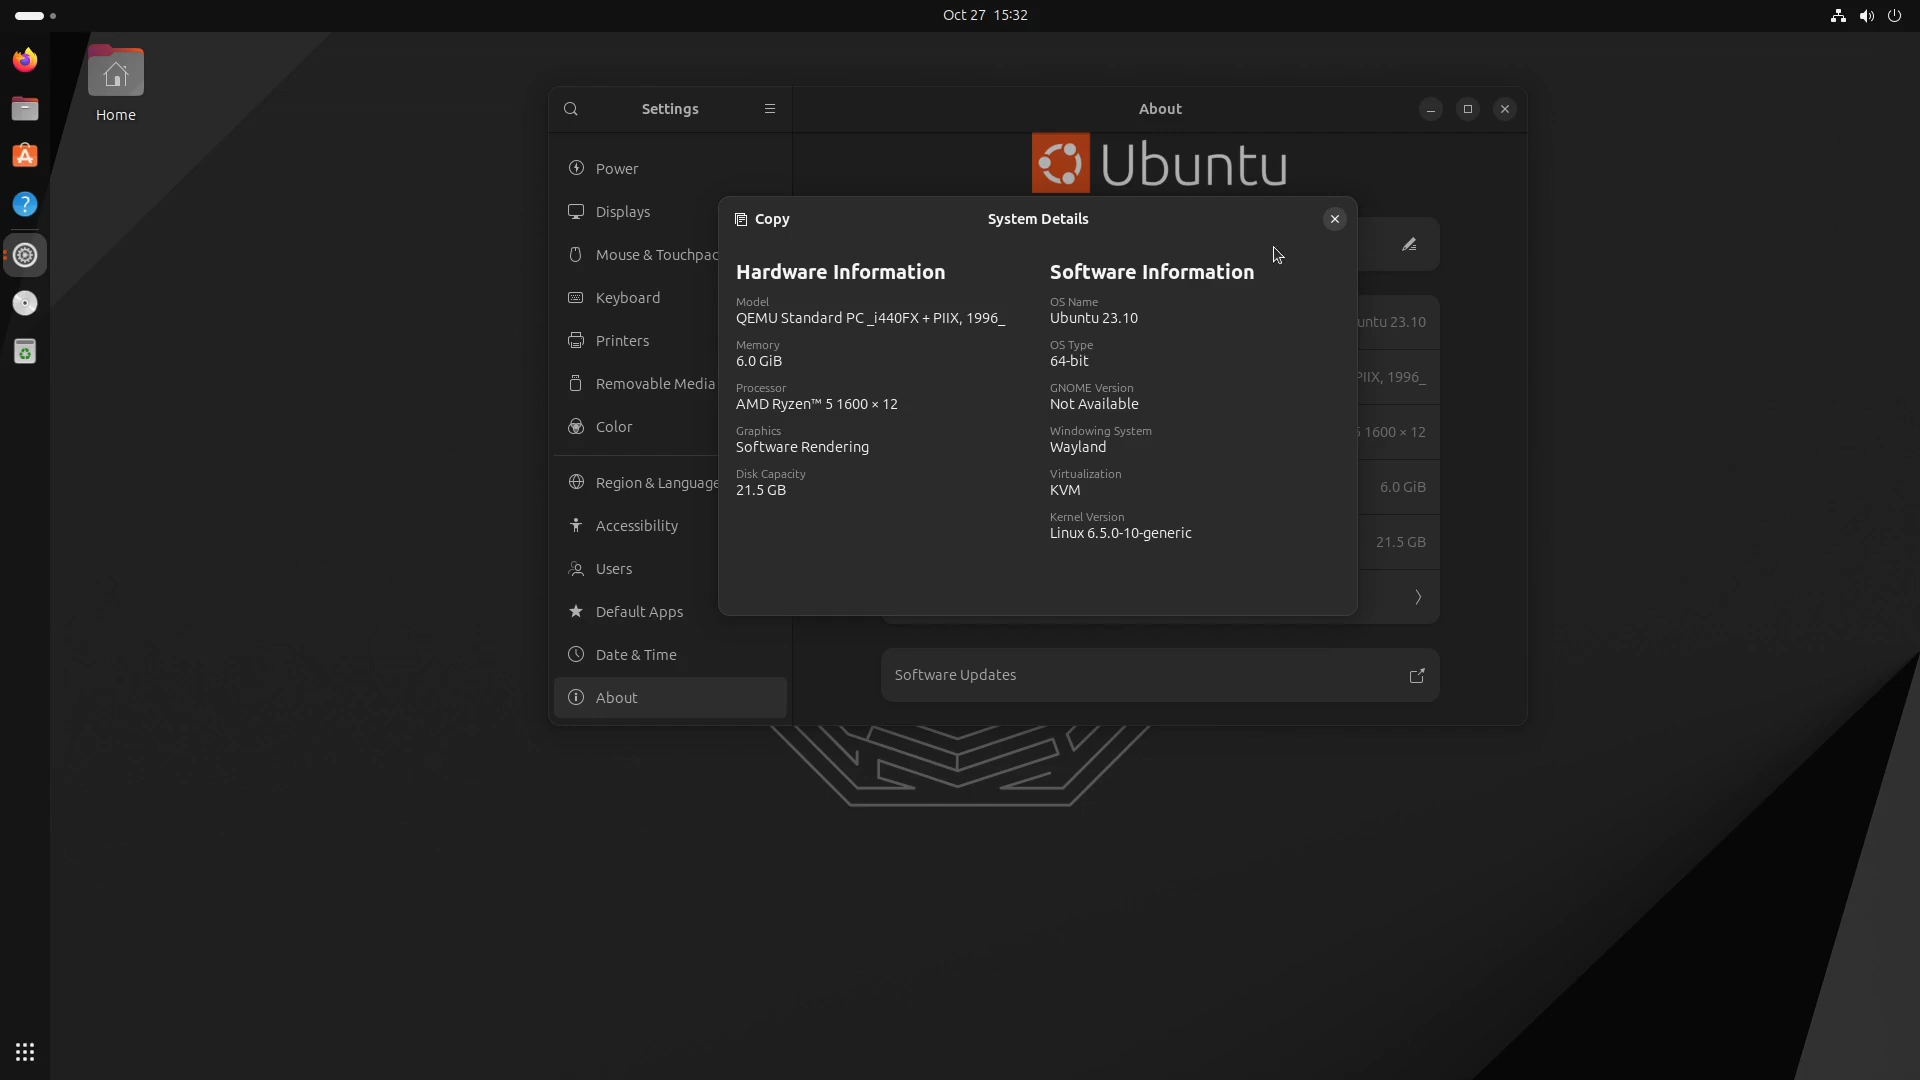 Oct 27 15:32
Home
Settings
About
Ubuntu
Power
Displays
Mouse & Touchpad
Keyboard
Printers
Removable Media
Color
Region & Language
Accessibility
Users
Default Apps
Date & Time
About
Copy
System Details
Hardware Information
Model
QEMU Standard PC _i440FX + PIIX, 1996_
Memory
6.0 GiB
Processor
AMD Ryzen™ 5 1600 × 12
Graphics
Software Rendering
Disk Capacity
21.5 GB
Software Information
OS Name
Ubuntu 23.10
OS Type
64-bit
GNOME Version
Not Available
Windowing System
Wayland
Virtualization
KVM
Kernel Version
Linux 6.5.0-10-generic
untu 23.10
PIIX, 1996_
5 1600 × 12
6.0 GiB
21.5 GB
Software Updates